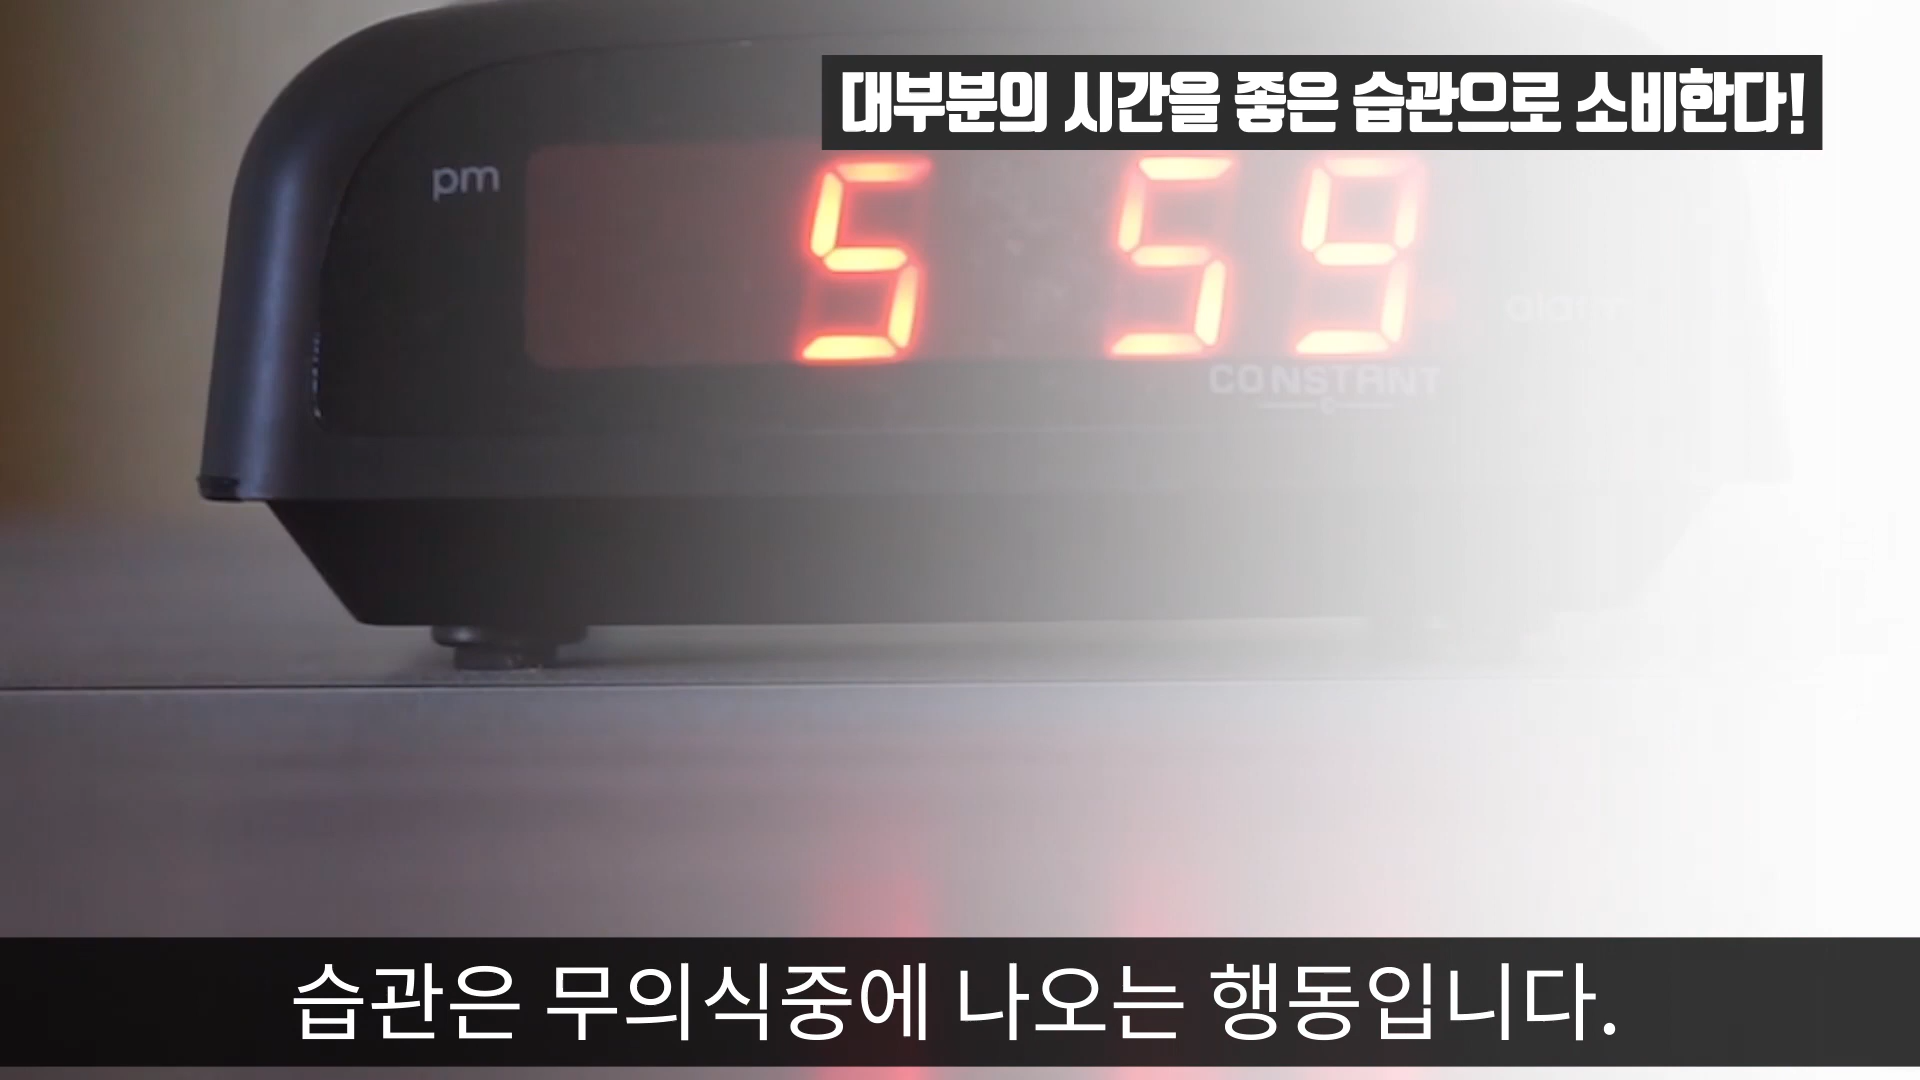 대부분의 시간을 좋은 습관으로 소비한다!
pm
5 59
alarm
CONSTANT
습관은 무의식중에 나오는 행동입니다.